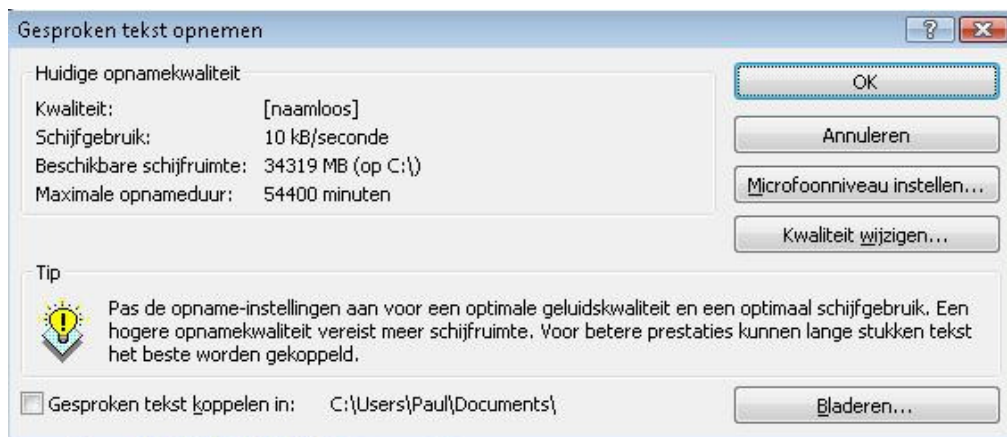 Gesproken tekst opnemen
Huidige opnamekwaliteit
Kwaliteit: [naamloos]
Schijfgebruik: 10 kB/seconde
Beschikbare schijfruimte: 34319 MB (op C:\)
Maximale opnameduur: 54400 minuten
OK
Annuleren
Microfoonniveau instellen...
Kwaliteit wijzigen...
Tip
Pas de opname-instellingen aan voor een optimale geluidskwaliteit en een optimaal schijfgebruik. Een
hogere opnamekwaliteit vereist meer schijfruimte. Voor betere prestaties kunnen lange stukken tekst
het beste worden gekoppeld.
Gesproken tekst koppelen in: C:\Users\Paul\Documents\
Bladeren...